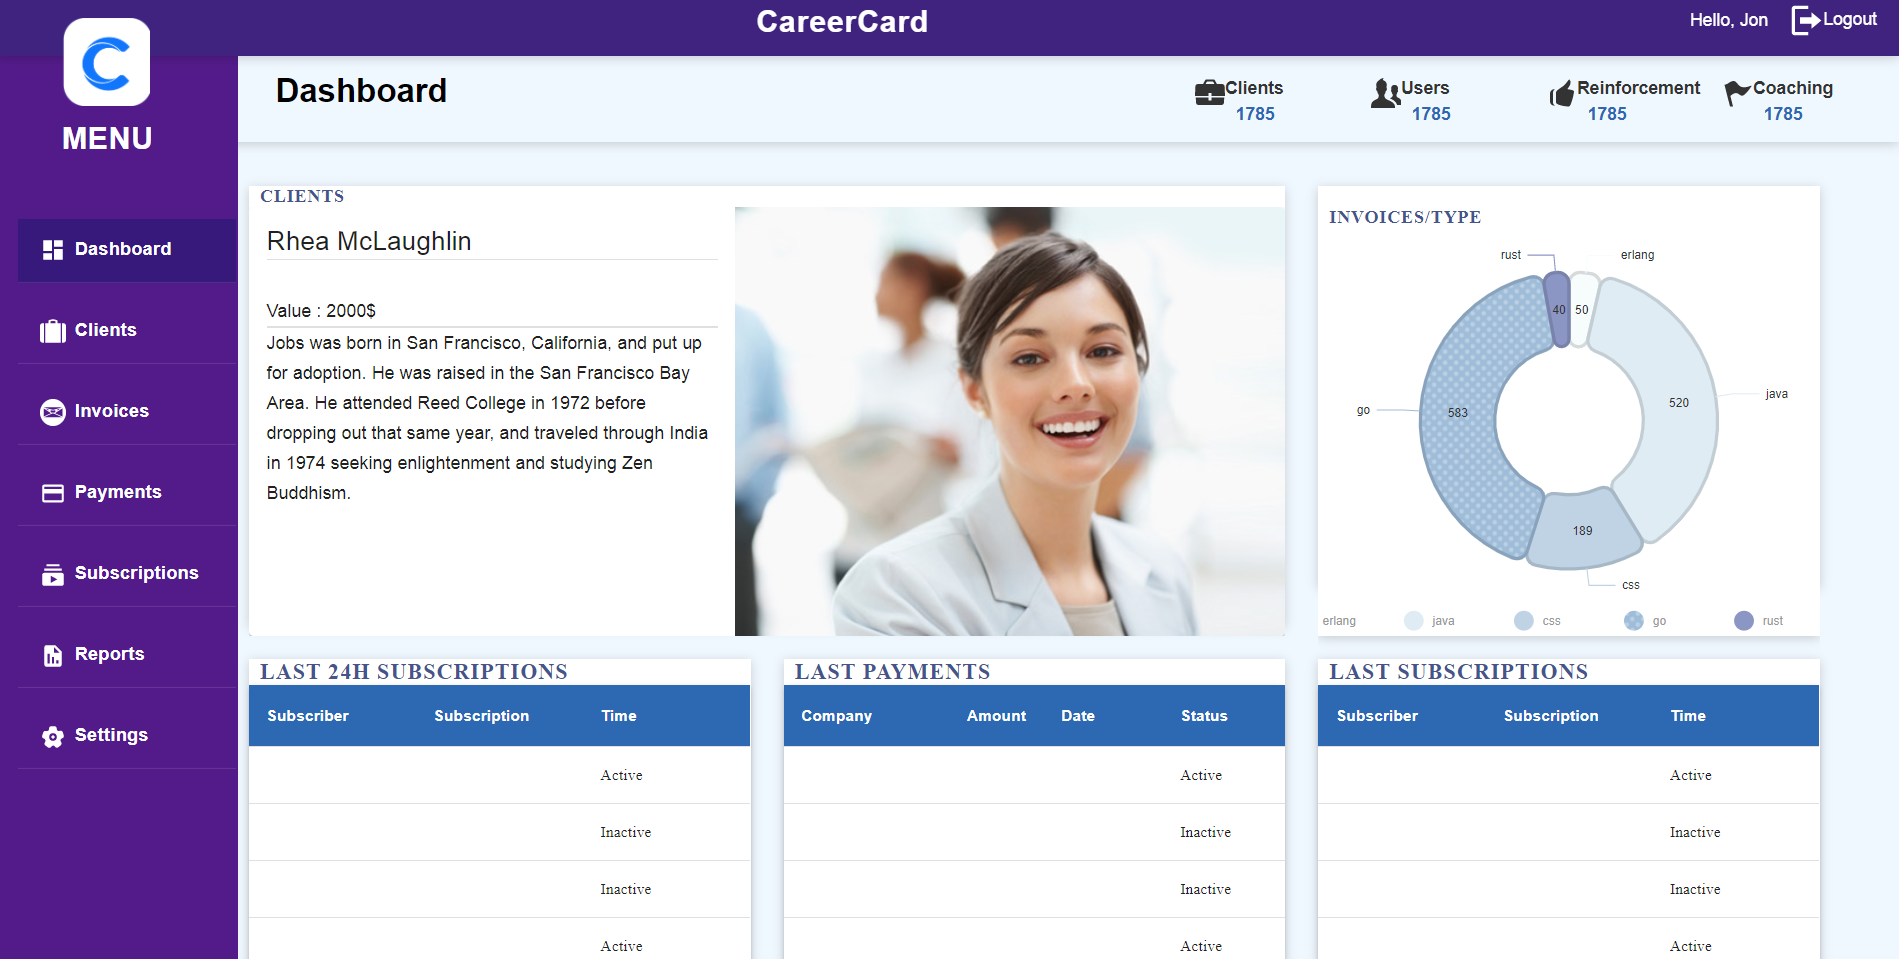 CareerCard
Hello, Jon
Logout
MENU
Dashboard
Clients
Invoices
Payments
Subscriptions
Reports
Settings
Dashboard
Clients
1785
Users
1785
Reinforcement
1785
Coaching
1785
CLIENTS
Rhea McLaughlin
Value : 2000$
Jobs was born in San Francisco, California, and put up
for adoption. He was raised in the San Francisco Bay
Area. He attended Reed College in 1972 before
dropping out that same year, and traveled through India
in 1974 seeking enlightenment and studying Zen
Buddhism.
INVOICES/TYPE
rust
erlang
40
50
java
520
go
583
189
css
erlang java css go rust
LAST 24H SUBSCRIPTIONS
Subscriber Subscription Time
Active
Inactive
Inactive
Active
LAST PAYMENTS
Company Amount Date Status
Active
Inactive
Inactive
Active
LAST SUBSCRIPTIONS
Subscriber Subscription Time
Active
Inactive
Inactive
Active